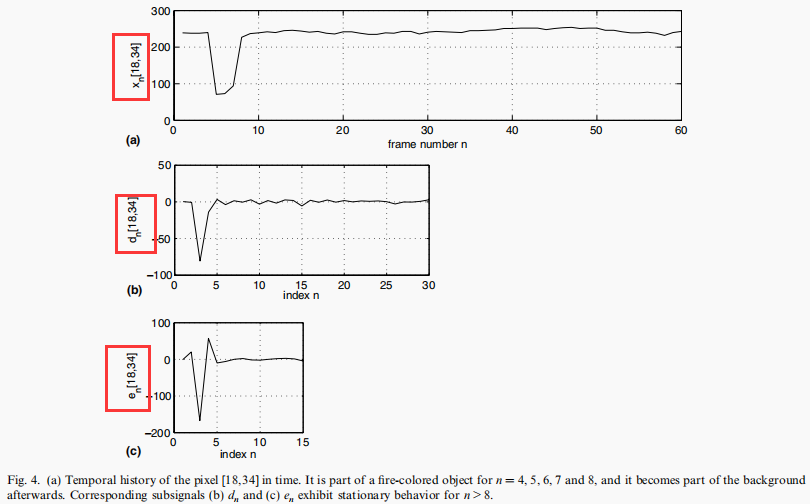 300
200
100
0
x_n[18,34]
0 10 20 30 40 50 60
frame number n
(a)
50
0
−50
−100
d_n[18,34]
0 5 10 15 20 25 30
index n
(b)
100
0
−100
−200
e_n[18,34]
0 5 10 15
index n
(c)
Fig. 4. (a) Temporal history of the pixel [18,34] in time. It is part of a fire-colored object for n = 4, 5, 6, 7 and 8, and it becomes part of the background
afterwards. Corresponding subsignals (b) d_n and (c) e_n exhibit stationary behavior for n > 8.